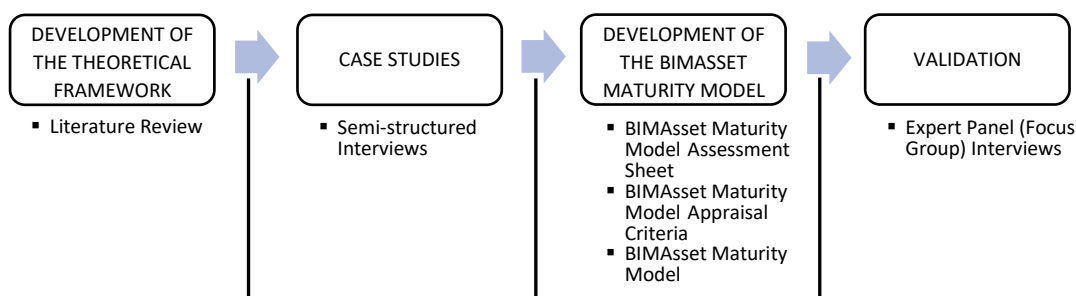 DEVELOPMENT OF
THE THEORETICAL
FRAMEWORK
▪ Literature Review
CASE STUDIES
▪ Semi-structured
Interviews
DEVELOPMENT OF
THE BIMASSET
MATURITY MODEL
▪ BIMAsset Maturity
Model Assessment
Sheet
▪ BIMAsset Maturity
Model Appraisal
Criteria
▪ BIMAsset Maturity
Model
VALIDATION
▪ Expert Panel (Focus
Group) Interviews